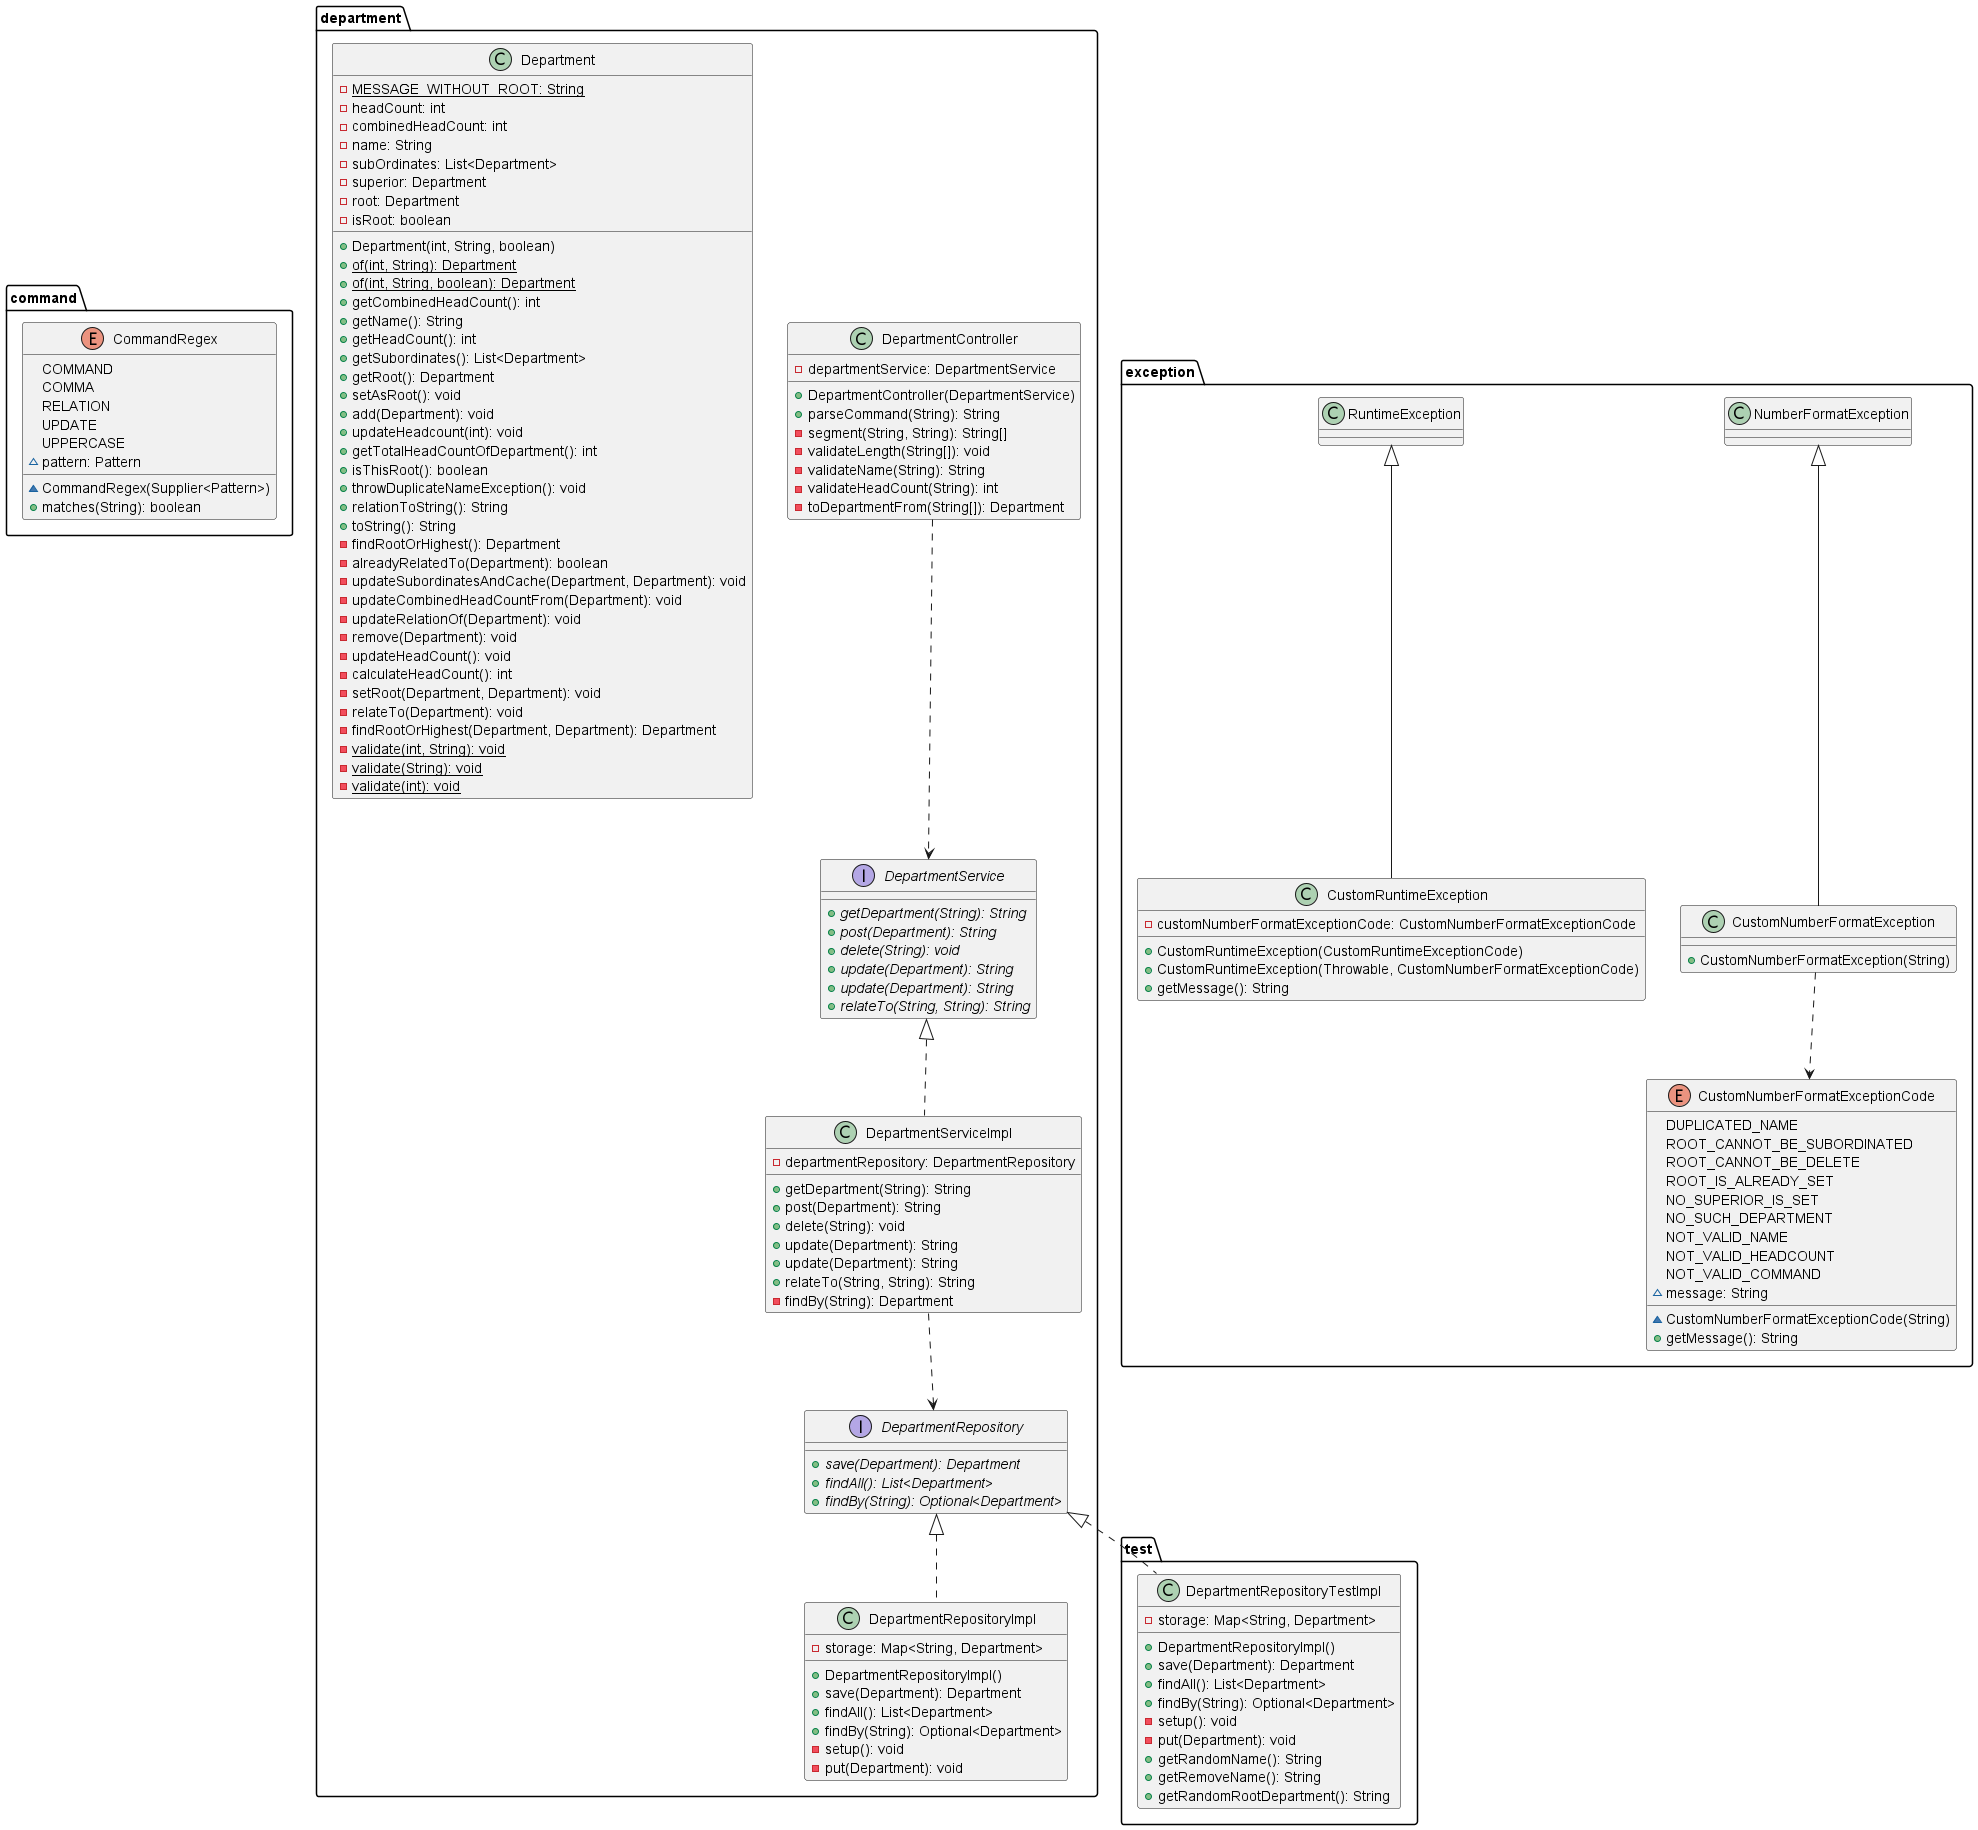 command
CommandRegex
COMMAND
COMMA
RELATION
UPDATE
UPPERCASE
pattern: Pattern
CommandRegex(Supplier<Pattern>)
matches(String): boolean
department
Department
MESSAGE_WITHOUT_ROOT: String
headCount: int
combinedHeadCount: int
name: String
subOrdinates: List<Department>
superior: Department
root: Department
isRoot: boolean
Department(int, String, boolean)
of(int, String): Department
of(int, String, boolean): Department
getCombinedHeadCount(): int
getName(): String
getHeadCount(): int
getSubordinates(): List<Department>
getRoot(): Department
setAsRoot(): void
add(Department): void
updateHeadcount(int): void
getTotalHeadCountOfDepartment(): int
isThisRoot(): boolean
throwDuplicateNameException(): void
relationToString(): String
toString(): String
findRootOrHighest(): Department
alreadyRelatedTo(Department): boolean
updateSubordinatesAndCache(Department, Department): void
updateCombinedHeadCountFrom(Department): void
updateRelationOf(Department): void
remove(Department): void
updateHeadCount(): void
calculateHeadCount(): int
setRoot(Department, Department): void
relateTo(Department): void
findRootOrHighest(Department, Department): Department
validate(int, String): void
validate(String): void
validate(int): void
DepartmentController
departmentService: DepartmentService
DepartmentController(DepartmentService)
parseCommand(String): String
segment(String, String): String[]
validateLength(String[]): void
validateName(String): String
validateHeadCount(String): int
toDepartmentFrom(String[]): Department
DepartmentService
getDepartment(String): String
post(Department): String
delete(String): void
update(Department): String
update(Department): String
relateTo(String, String): String
DepartmentServiceImpl
departmentRepository: DepartmentRepository
getDepartment(String): String
post(Department): String
delete(String): void
update(Department): String
update(Department): String
relateTo(String, String): String
findBy(String): Department
DepartmentRepository
save(Department): Department
findAll(): List<Department>
findBy(String): Optional<Department>
DepartmentRepositoryImpl
storage: Map<String, Department>
DepartmentRepositoryImpl()
save(Department): Department
findAll(): List<Department>
findBy(String): Optional<Department>
setup(): void
put(Department): void
exception
RuntimeException
NumberFormatException
CustomRuntimeException
customNumberFormatExceptionCode: CustomNumberFormatExceptionCode
CustomRuntimeException(CustomRuntimeExceptionCode)
CustomRuntimeException(Throwable, CustomNumberFormatExceptionCode)
getMessage(): String
CustomNumberFormatException
CustomNumberFormatException(String)
CustomNumberFormatExceptionCode
DUPLICATED_NAME
ROOT_CANNOT_BE_SUBORDINATED
ROOT_CANNOT_BE_DELETE
ROOT_IS_ALREADY_SET
NO_SUPERIOR_IS_SET
NO_SUCH_DEPARTMENT
NOT_VALID_NAME
NOT_VALID_HEADCOUNT
NOT_VALID_COMMAND
message: String
CustomNumberFormatExceptionCode(String)
getMessage(): String
test
DepartmentRepositoryTestImpl
storage: Map<String, Department>
DepartmentRepositoryImpl()
save(Department): Department
findAll(): List<Department>
findBy(String): Optional<Department>
setup(): void
put(Department): void
getRandomName(): String
getRemoveName(): String
getRandomRootDepartment(): String